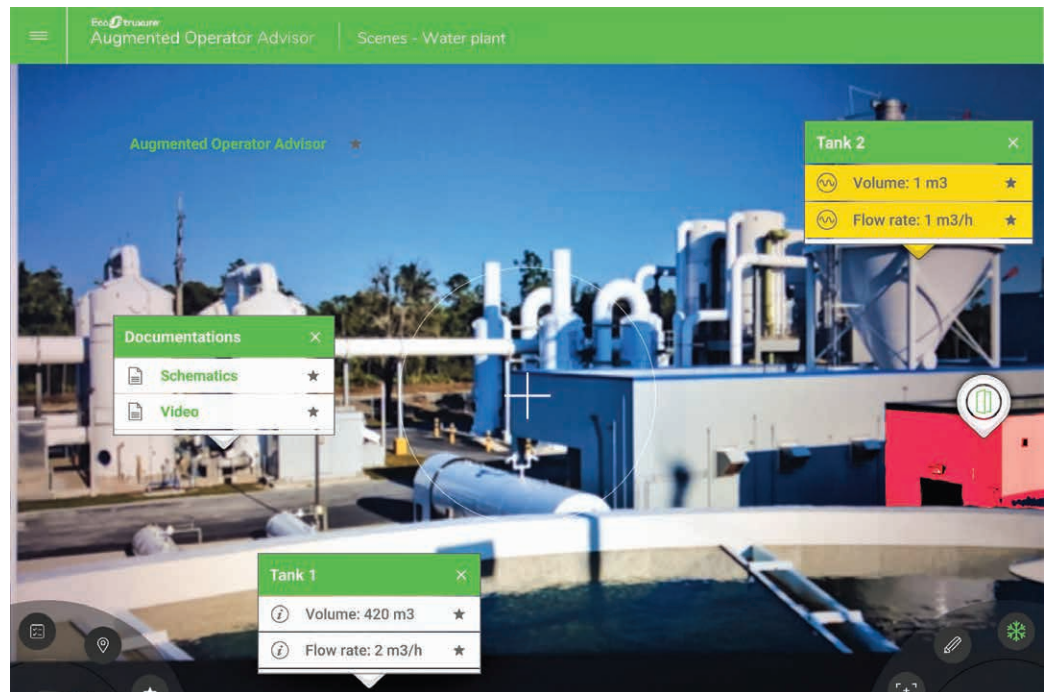 EcoStruxure
Augmented Operator Advisor
Scenes - Water plant
Augmented Operator Advisor
Tank 2
Volume: 1 m3
Flow rate: 1 m3/h
Documentations
Schematics
Video
Tank 1
Volume: 420 m3
Flow rate: 2 m3/h